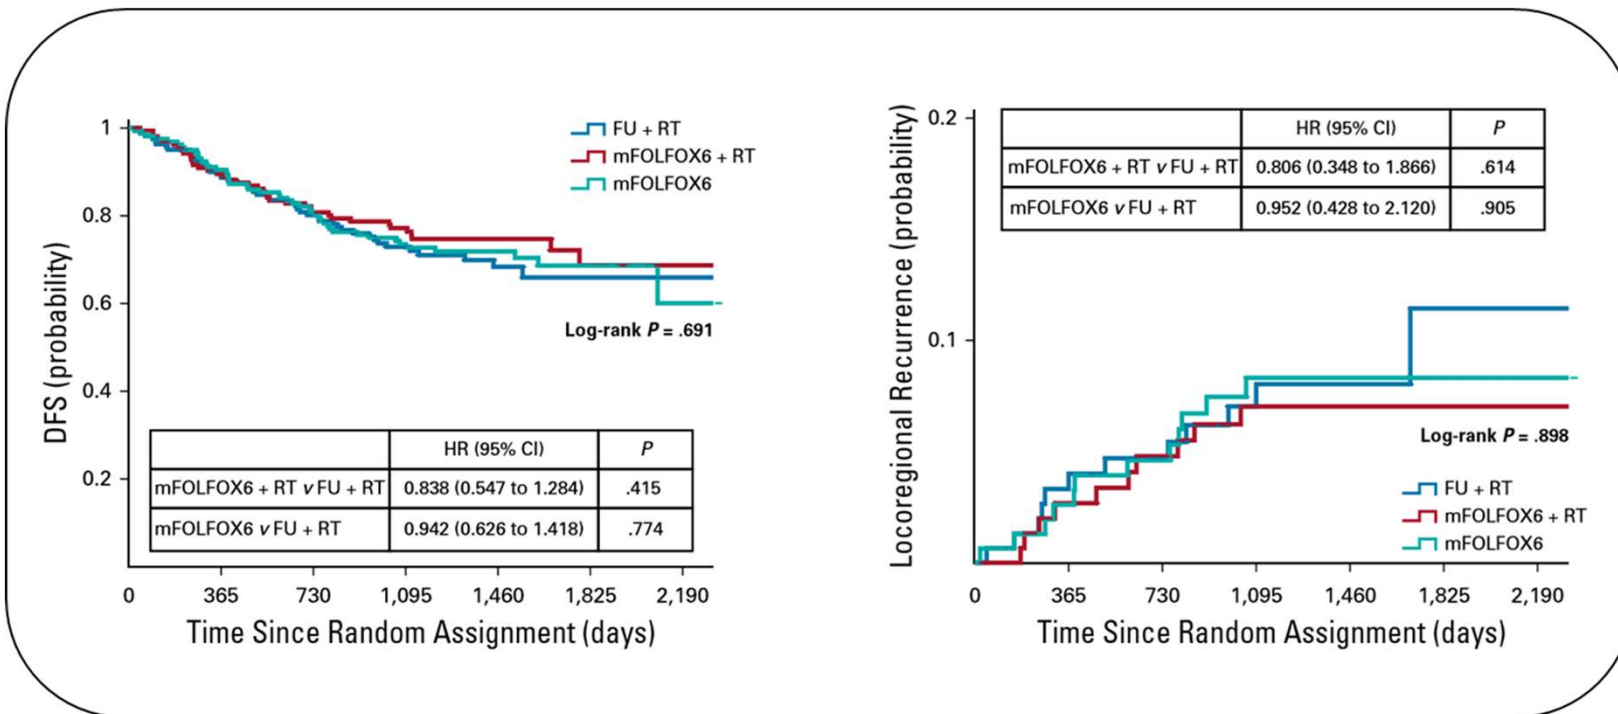 DFS (probability)
1
0.8
0.6
0.4
0.2
FU + RT
mFOLFOX6 + RT
mFOLFOX6
Log-rank P = .691
HR (95% CI) P
mFOLFOX6 + RT v FU + RT 0.838 (0.547 to 1.284) .415
mFOLFOX6 v FU + RT 0.942 (0.626 to 1.418) .774
0 365 730 1,095 1,460 1,825 2,190
Time Since Random Assignment (days)
Locoregional Recurrence (probability)
0.2
0.1
HR (95% CI) P
mFOLFOX6 + RT v FU + RT 0.806 (0.348 to 1.866) .614
mFOLFOX6 v FU + RT 0.952 (0.428 to 2.120) .905
Log-rank P = .898
FU + RT
mFOLFOX6 + RT
mFOLFOX6
0 365 730 1,095 1,460 1,825 2,190
Time Since Random Assignment (days)